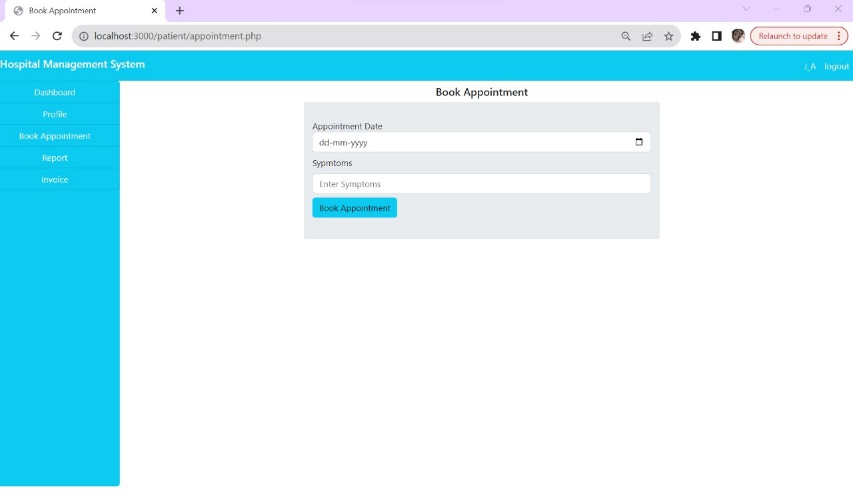 Book Appointment
localhost:3000/patient/appointment.php
Relaunch to update
Hospital Management System
J_A logout
Dashboard
Profile
Book Appointment
Report
Invoice
Book Appointment
Appointment Date
dd-mm-yyyy
Sypmtoms
Enter Symptoms
Book Appointment